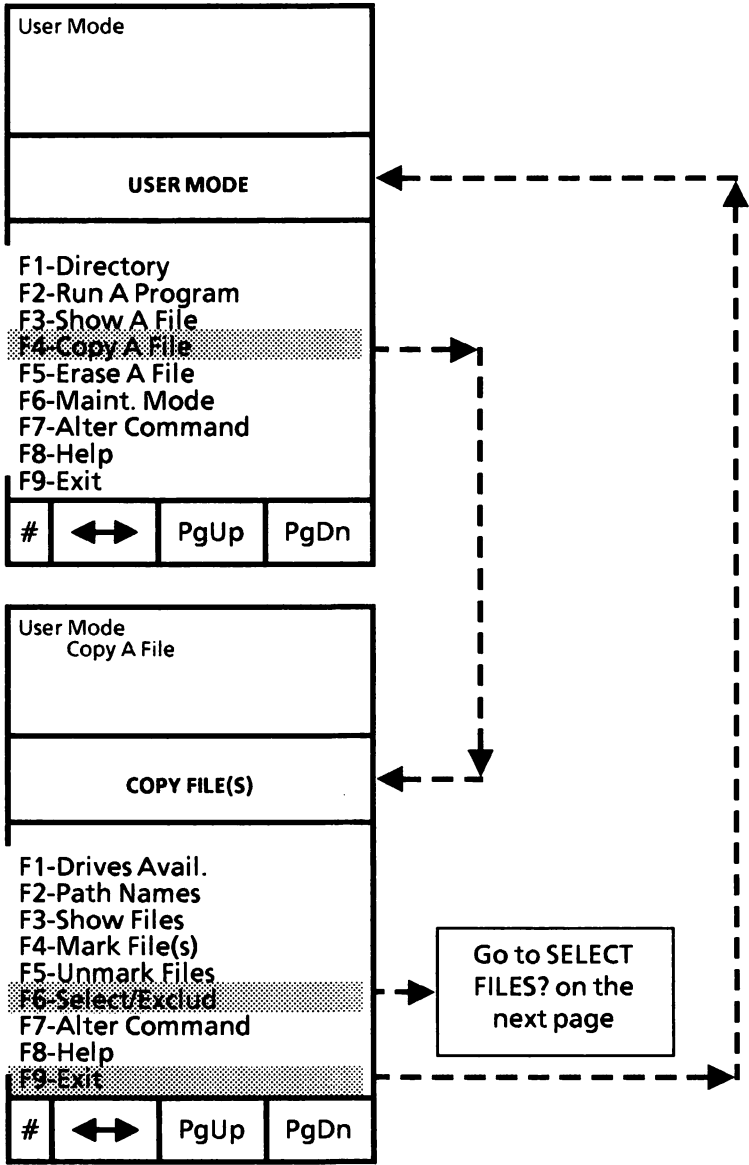 User Mode
USER MODE
F1-Directory
F2-Run A Program
F3-Show A File
F4-Copy A File
F5-Erase A File
F6-Maint. Mode
F7-Alter Command
F8-Help
F9-Exit
# PgUp PgDn
User Mode
Copy A File
COPY FILE(S)
F1-Drives Avail.
F2-Path Names
F3-Show Files
F4-Mark File(s)
F5-Unmark Files
F6-Select/Exclud
F7-Alter Command
F8-Help
F9-Exit
Go to SELECT
FILES? on the
next page
# PgUp PgDn